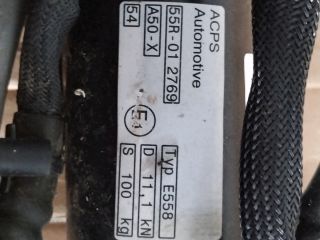 ACPS
Automotive
55R-01 2769
A50-X
54
E1
Typ E558
D 11,1 kN
S 100 kg